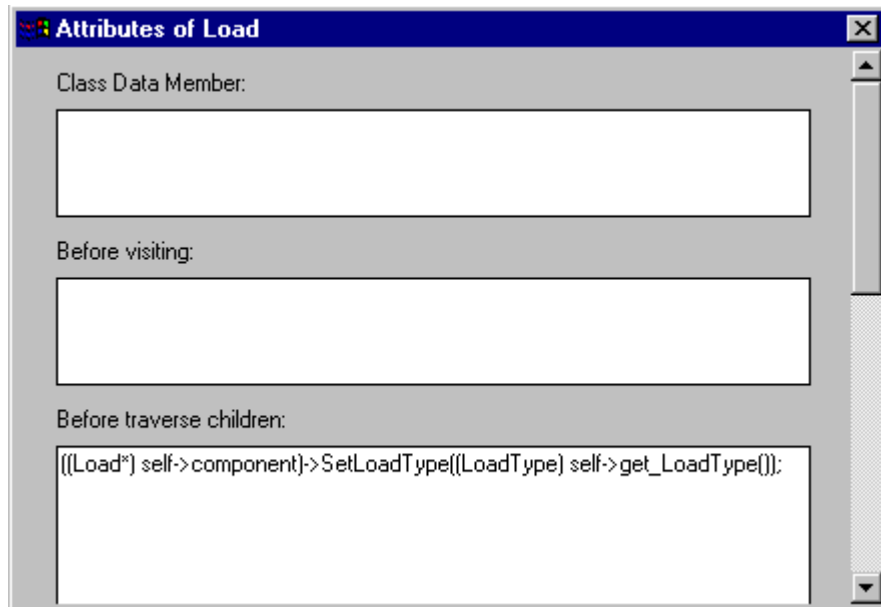 Attributes of Load
Class Data Member:
Before visiting:
Before traverse children:
((Load*) self->component)->SetLoadType((LoadType) self->get_LoadType());